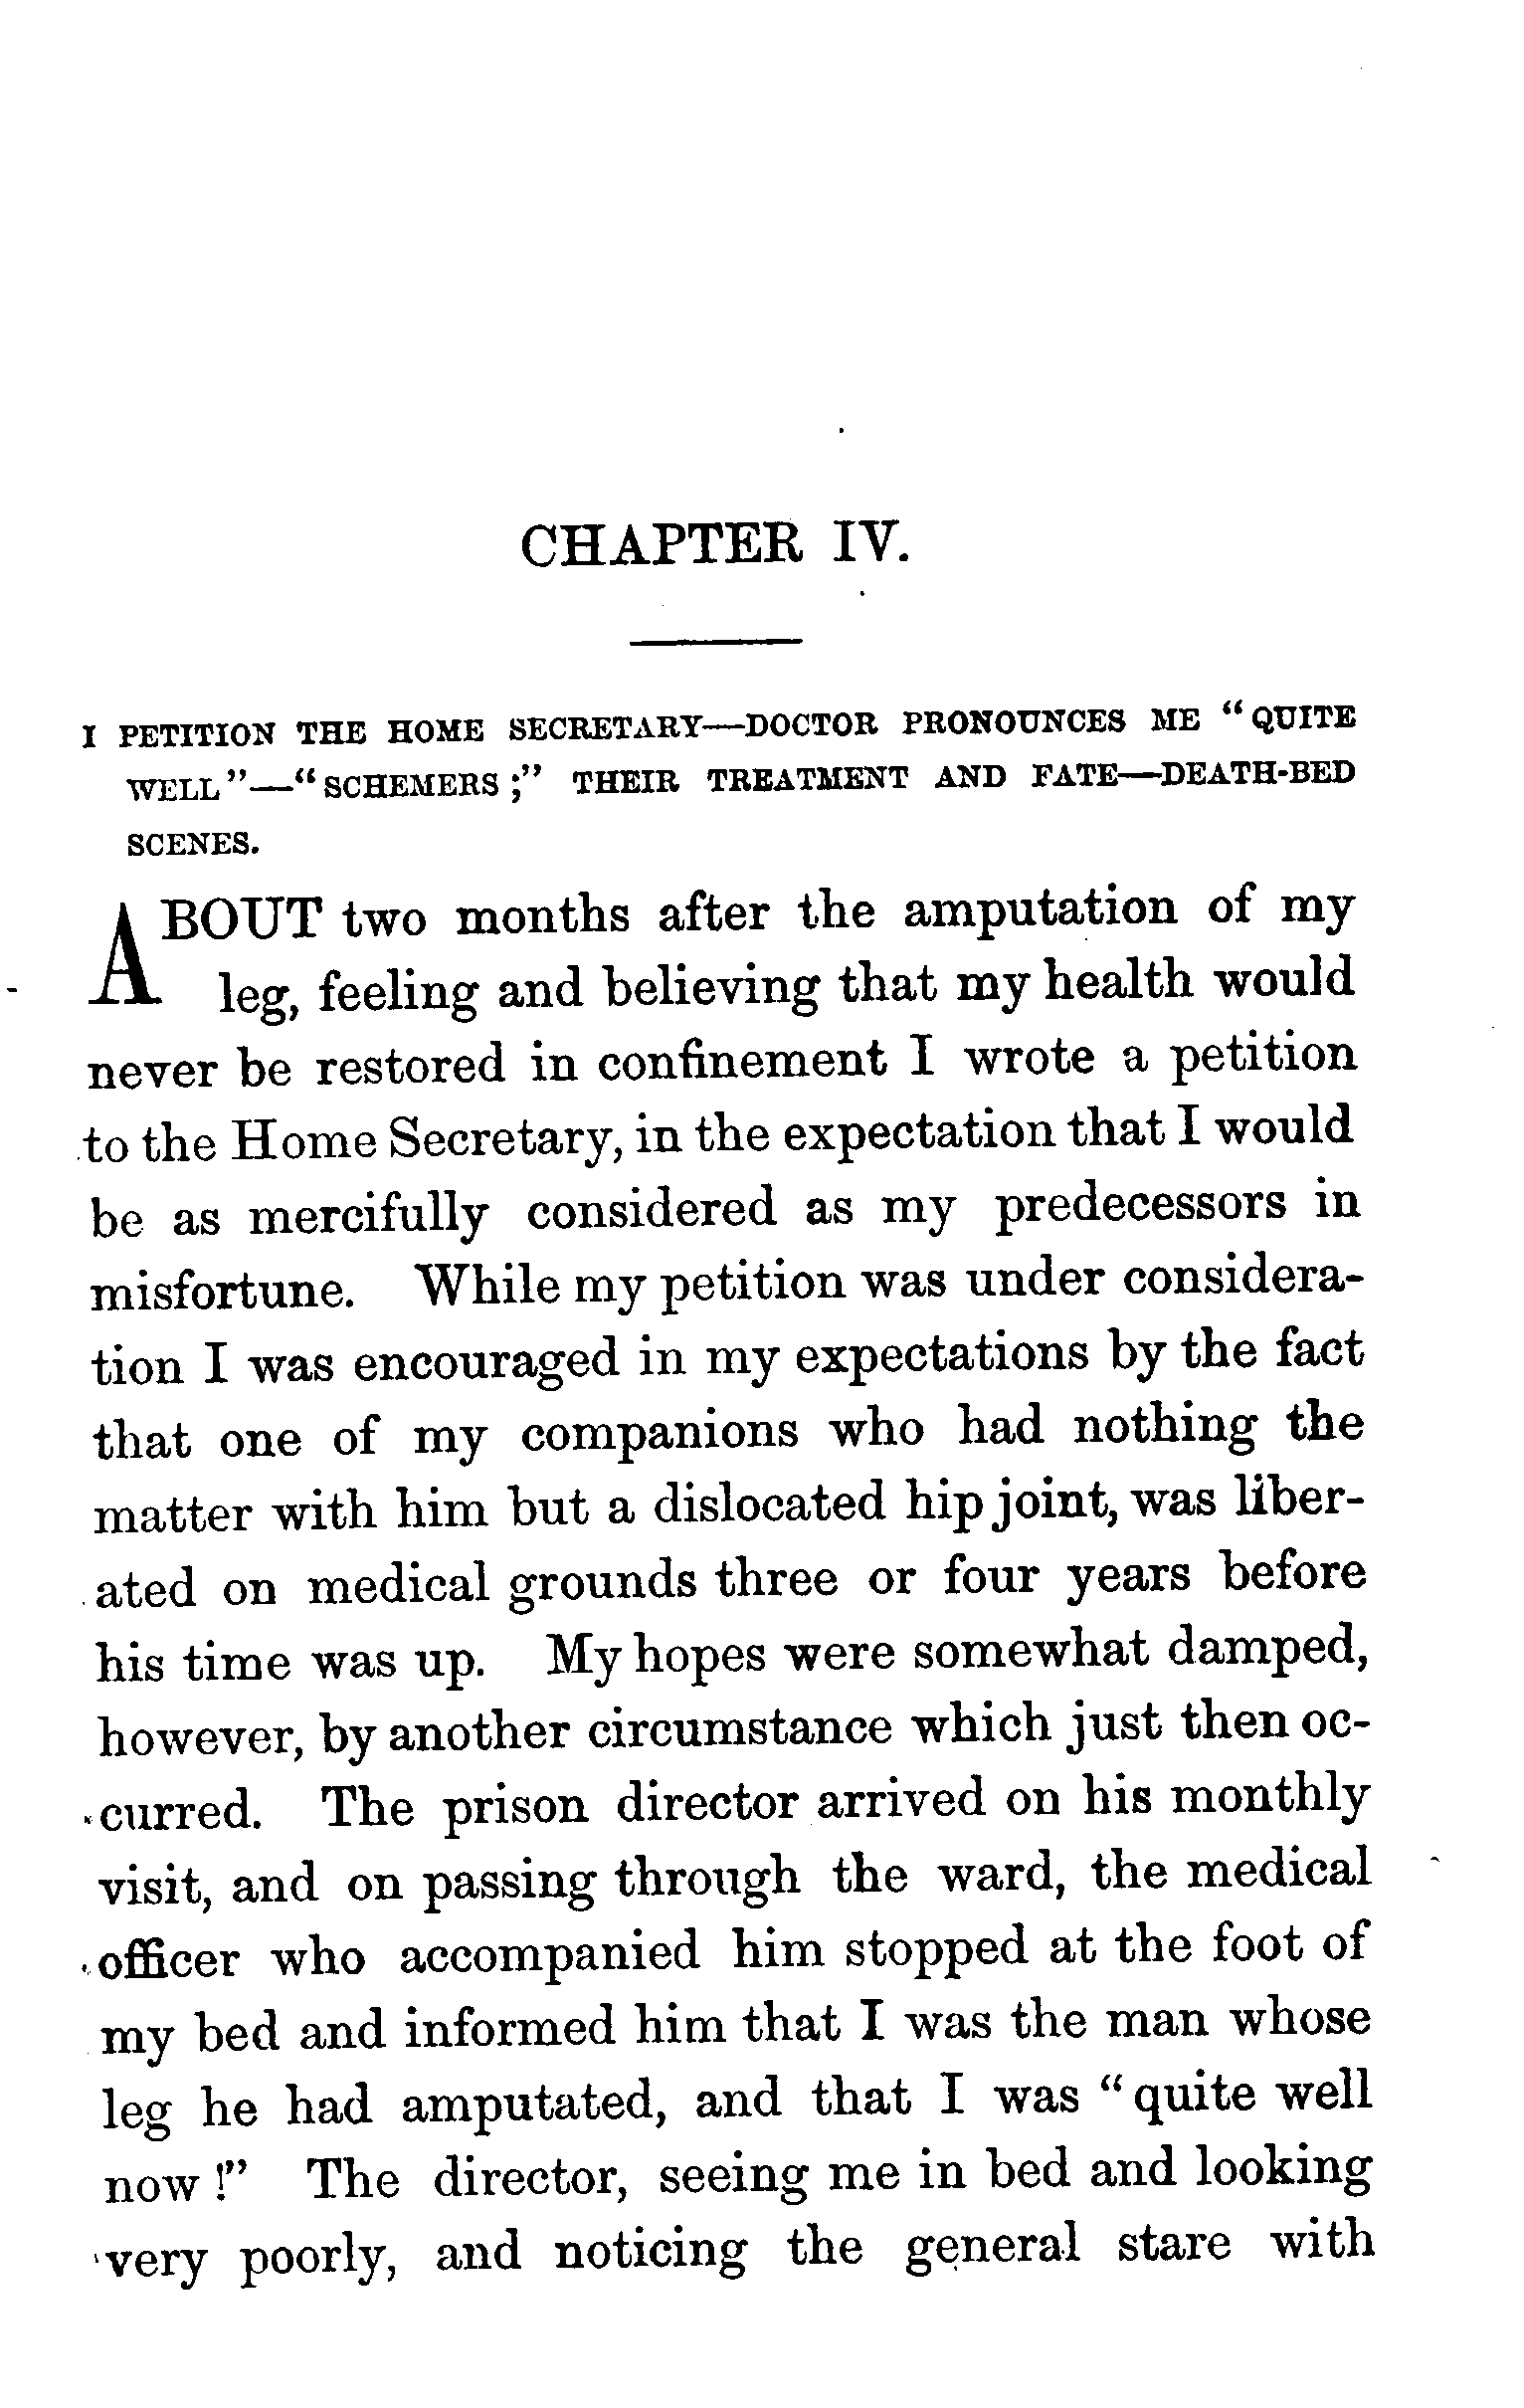 CHAPTER IV.
I PETITION THE HOME SECRETARY—DOCTOR PRONOUNCES ME “QUITE
WELL”—“SCHEMERS;” THEIR TREATMENT AND FATE—DEATH-BED
SCENES.
ABOUT two months after the amputation of my
leg, feeling and believing that my health would
never be restored in confinement I wrote a petition
to the Home Secretary, in the expectation that I would
be as mercifully considered as my predecessors in
misfortune. While my petition was under considera-
tion I was encouraged in my expectations by the fact
that one of my companions who had nothing the
matter with him but a dislocated hip joint, was liber-
ated on medical grounds three or four years before
his time was up. My hopes were somewhat damped,
however, by another circumstance which just then oc-
curred. The prison director arrived on his monthly
visit, and on passing through the ward, the medical
officer who accompanied him stopped at the foot of
my bed and informed him that I was the man whose
leg he had amputated, and that I was “quite well
now!” The director, seeing me in bed and looking
very poorly, and noticing the general stare with